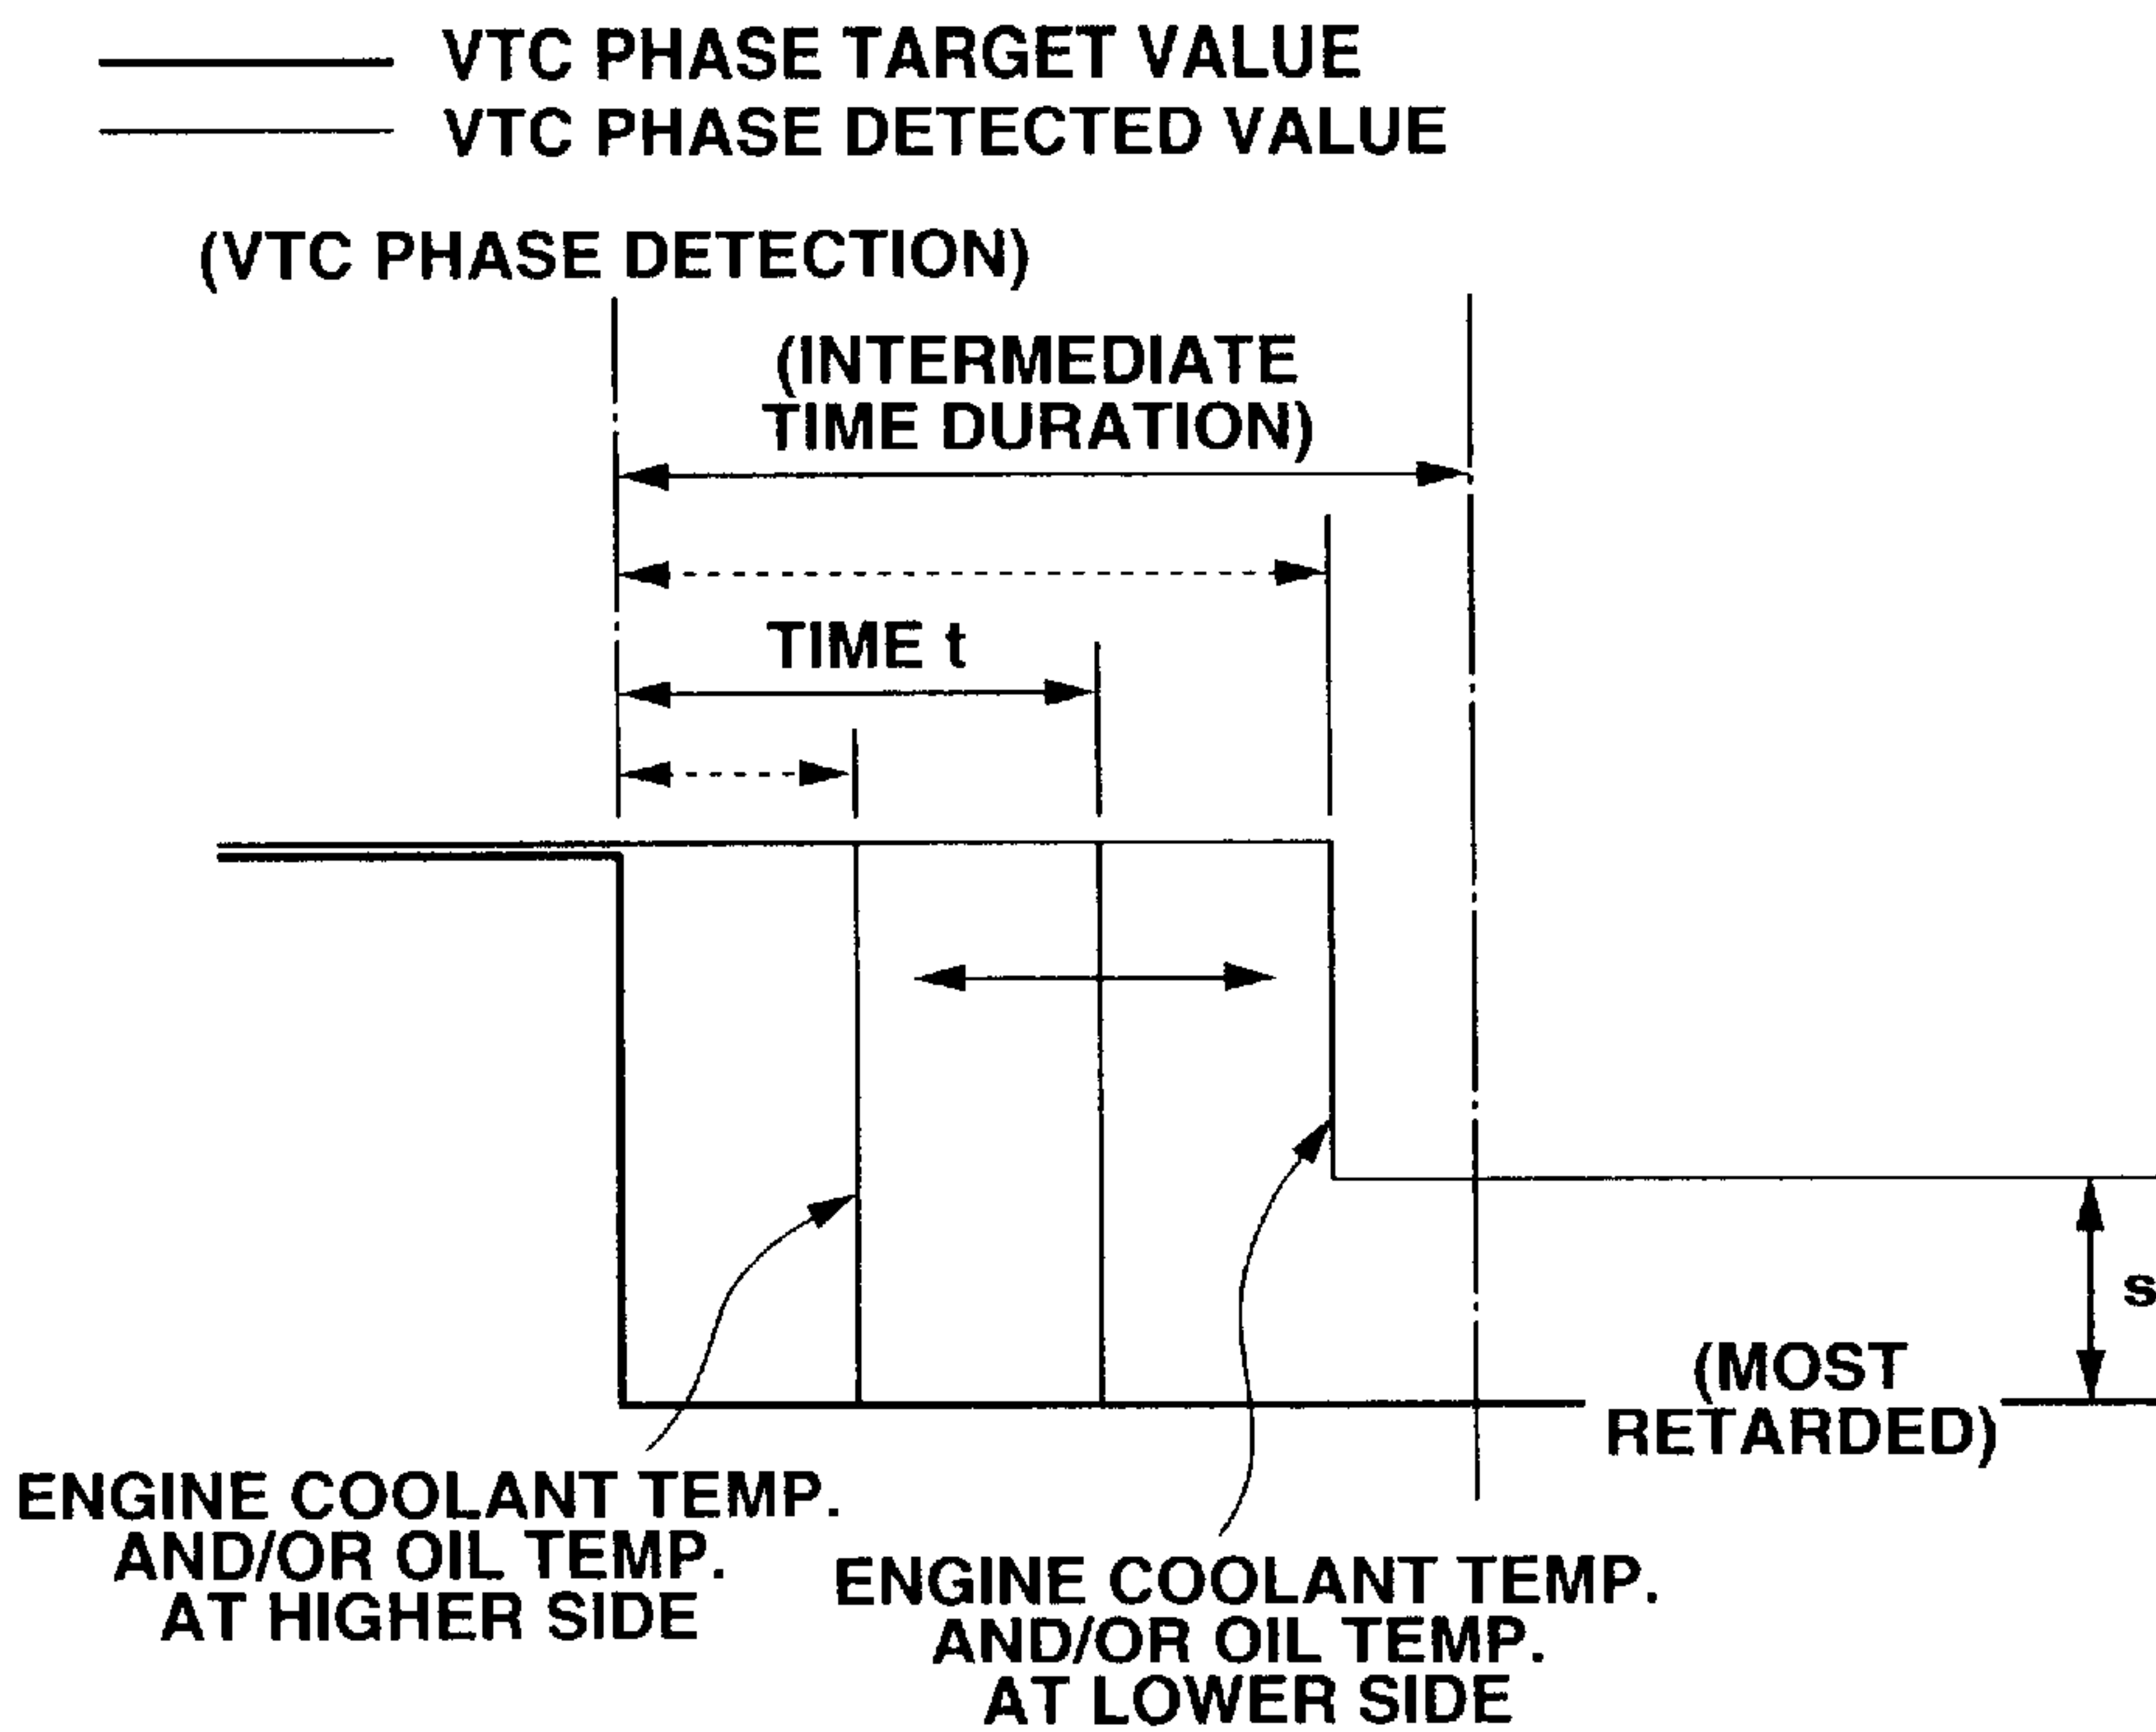 VTC PHASE TARGET VALUE
VTC PHASE DETECTED VALUE
(VTC PHASE DETECTION)
(INTERMEDIATE
TIME DURATION)
TIME t
s
(MOST
RETARDED)
ENGINE COOLANT TEMP.
AND/OR OIL TEMP.
AT HIGHER SIDE
ENGINE COOLANT TEMP.
AND/OR OIL TEMP.
AT LOWER SIDE